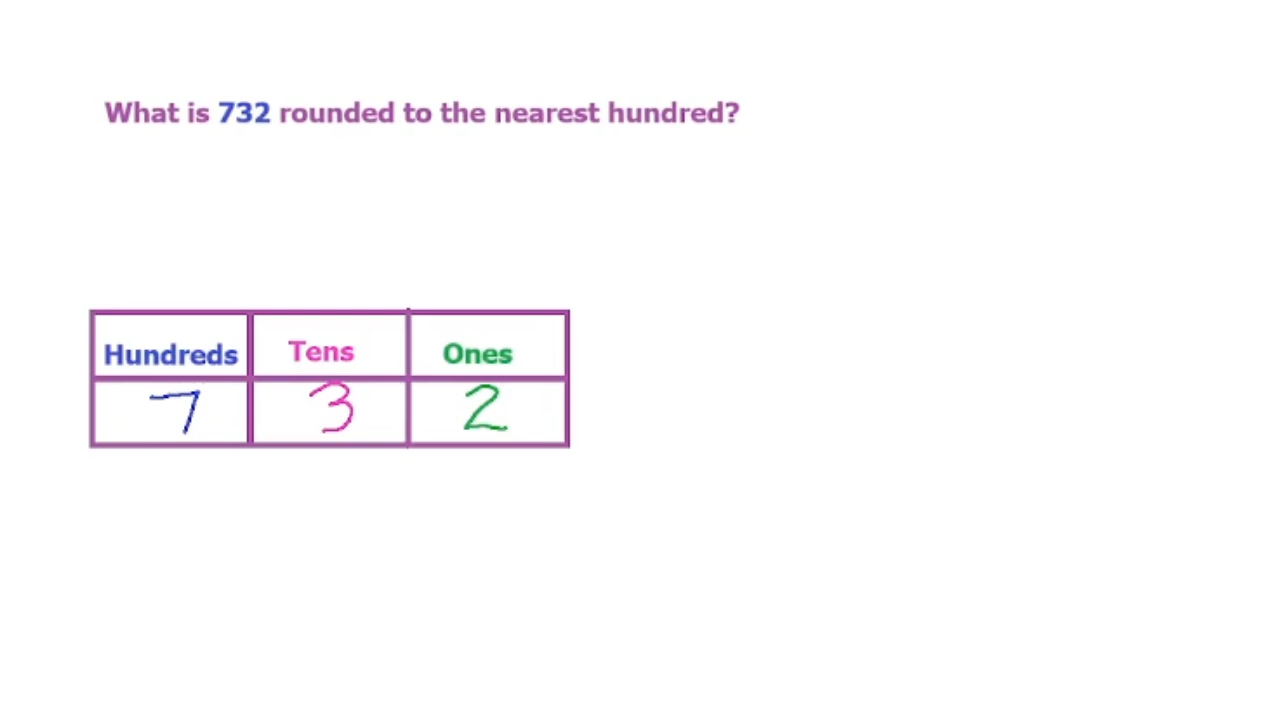 What is 732 rounded to the nearest hundred?
Hundreds Tens Ones
7 3 2